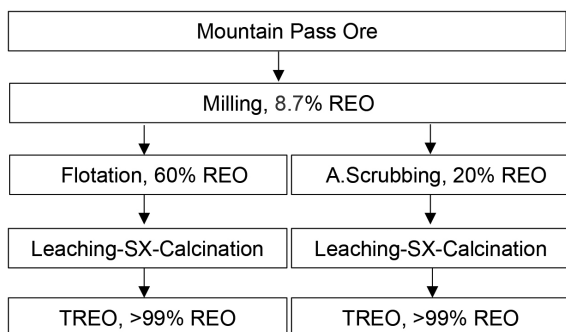 Mountain Pass Ore
Milling, 8.7% REO
Flotation, 60% REO
A.Scrubbing, 20% REO
Leaching-SX-Calcination
Leaching-SX-Calcination
TREO, >99% REO
TREO, >99% REO